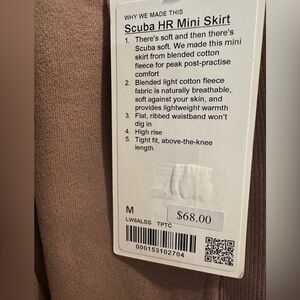 WHY WE MADE THIS
Scuba HR Mini Skirt
1. There's soft and then there's
Scuba soft. We made this mini
skirt from blended cotton
fleece for peak post-practise
comfort
2. Blended light cotton fleece
fabric is naturally breathable,
soft against your skin, and
provides lightweight warmth
3. Flat, ribbed waistband won't
dig in
4. High rise
5. Tight fit, above-the-knee
length
M
$68.00
LW8ALSG TPTC
000153102704